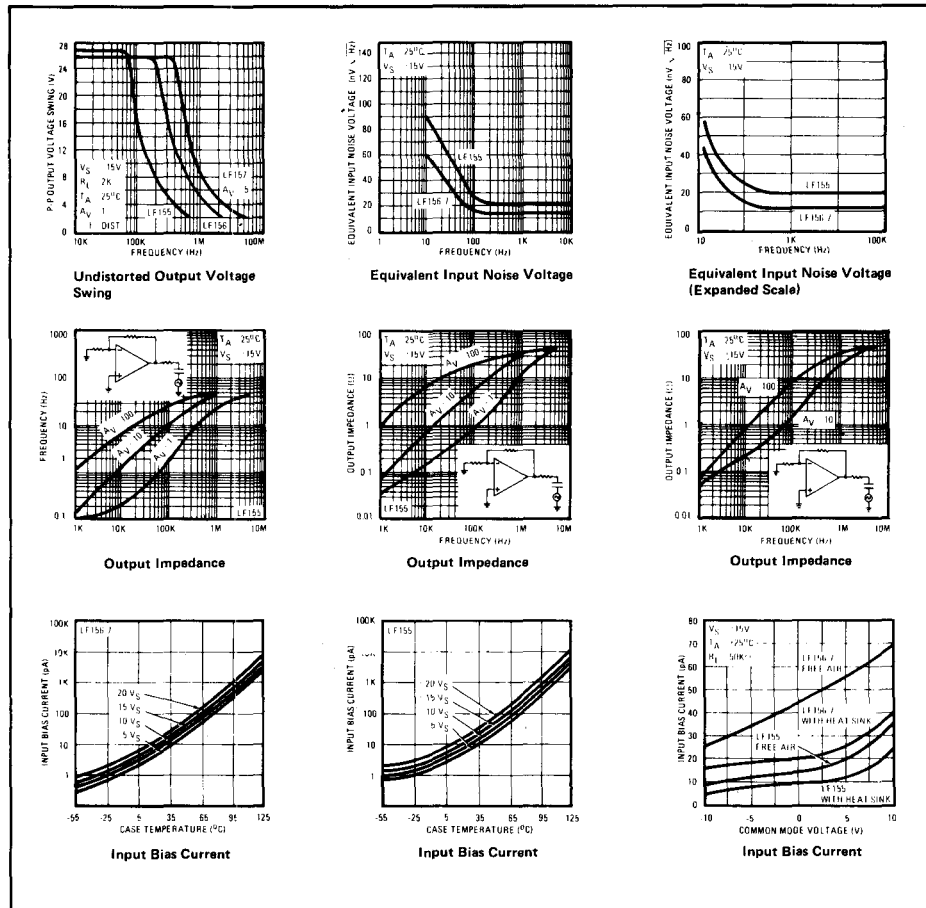 28
24
20
16
12
8
4
0
P-P OUTPUT VOLTAGE SWING (V)
VS 15V
RL 2K
TA 25°C
AV 1
DIST
LF155
LF156
LF157
AV 5
10K 100K 1M 100M
FREQUENCY (Hz)
Undistorted Output Voltage
Swing
140
120
100
80
60
40
20
0
EQUIVALENT INPUT NOISE VOLTAGE (nV √Hz)
TA 25°C
VS 15V
LF155
LF156 7
1 10 100 1K 10K
FREQUENCY (Hz)
Equivalent Input Noise Voltage
100
80
60
40
20
0
EQUIVALENT INPUT NOISE VOLTAGE (nV √Hz)
TA 25°C
VS 15V
LF155
LF156 7
10 1K 100K
FREQUENCY (Hz)
Equivalent Input Noise Voltage
(Expanded Scale)
1000
100
10
1
0.1
FREQUENCY (Hz)
TA 25°C
VS 15V
AV 100
AV 10
AV 1
LF155
1K 10K 100K 1M 10M
FREQUENCY (Hz)
Output Impedance
100
10
1
0.1
0.01
OUTPUT IMPEDANCE (Ω)
TA 25°C
VS 15V
AV 100
AV 10
AV 1
LF155
1K 10K 100K 1M 10M
FREQUENCY (Hz)
Output Impedance
100
10
1
0.1
0.01
OUTPUT IMPEDANCE (Ω)
TA 25°C
VS 15V
AV 100
AV 10
1K 10K 100K 1M 10M
FREQUENCY (Hz)
Output Impedance
100K
10K
1K
100
10
1
INPUT BIAS CURRENT (pA)
LF156 7
20 VS
15 VS
10 VS
5 VS
-55 -25 5 35 65 95 125
CASE TEMPERATURE (°C)
Input Bias Current
100K
10K
1K
100
10
1
INPUT BIAS CURRENT (pA)
LF155
20 VS
15 VS
10 VS
5 VS
-55 -25 5 35 65 95 125
CASE TEMPERATURE (°C)
Input Bias Current
80
70
60
50
40
30
20
10
0
INPUT BIAS CURRENT (pA)
VS 15V
TA 25°C
RL 50K
LF156 7
FREE AIR
LF156 7
WITH HEAT SINK
LF155
FREE AIR
LF155
WITH HEAT SINK
-10 -5 0 5 10
COMMON MODE VOLTAGE (V)
Input Bias Current